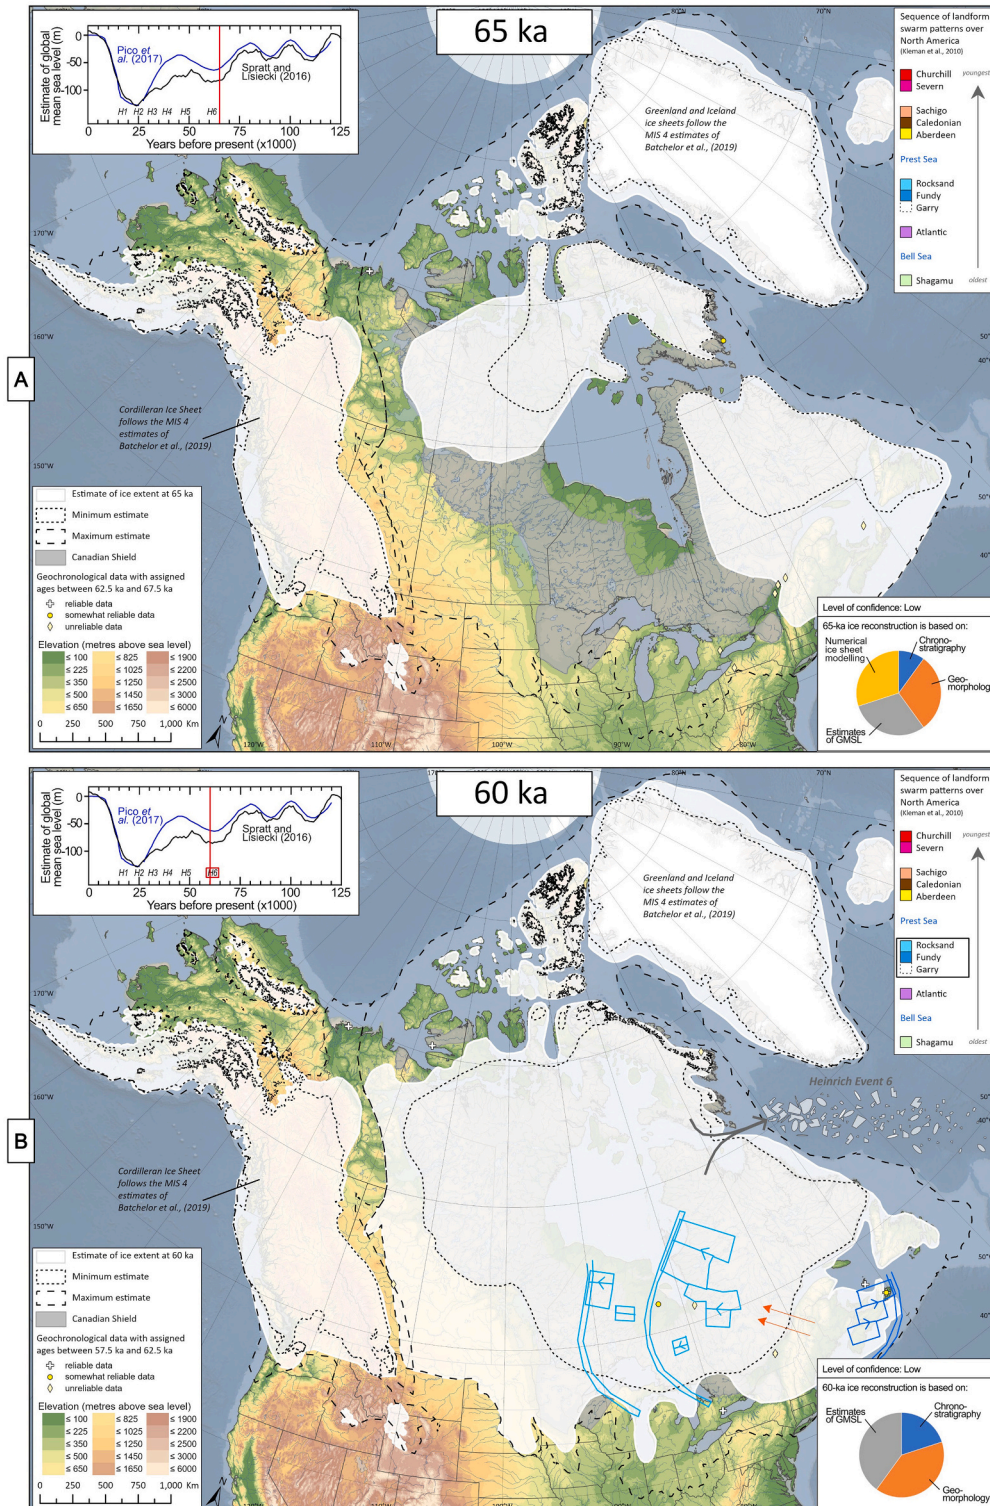 65 ka
Estimate of global
mean sea level (m)
0
-50
-100
Pico et
al. (2017)
Spratt and
Lisiecki (2016)
H1 H2 H3 H4 H5 H6
0 25 50 75 100 125
Years before present (x1000)
Greenland and Iceland
ice sheets follow the
MIS 4 estimates of
Batchelor et al., (2019)
Sequence of landform
swarm patterns over
North America
(Kleman et al., 2010)
Churchill
youngest
Severn
Sachigo
Caledonian
Aberdeen
Prest Sea
Rocksand
Fundy
Garry
Atlantic
Bell Sea
Shagamu
oldest
70°N
170°W
160°W
150°W
50°W
40°W
50°N
40°N
120°W
110°W
90°W
80°W
A
Cordilleran Ice Sheet
follows the MIS 4
estimates of
Batchelor et al., (2019)
Estimate of ice extent at 65 ka
Minimum estimate
Maximum estimate
Canadian Shield
Geochronological data with assigned
ages between 62.5 ka and 67.5 ka
reliable data
somewhat reliable data
unreliable data
Elevation (metres above sea level)
≤ 100 ≤ 825 ≤ 1900
≤ 225 ≤ 1025 ≤ 2200
≤ 350 ≤ 1250 ≤ 2500
≤ 500 ≤ 1450 ≤ 3000
≤ 650 ≤ 1650 ≤ 6000
0 250 500 1,000 Km
Level of confidence: Low
65-ka ice reconstruction is based on:
Numerical
ice sheet
modelling
Chrono-
stratigraphy
Geo-
morphology
Estimates
of GMSL
60 ka
Estimate of global
mean sea level (m)
0
-50
-100
Pico et
al. (2017)
Spratt and
Lisiecki (2016)
H1 H2 H3 H4 H5 H6
0 25 50 75 100 125
Years before present (x1000)
Greenland and Iceland
ice sheets follow the
MIS 4 estimates of
Batchelor et al., (2019)
Sequence of landform
swarm patterns over
North America
(Kleman et al., 2010)
Churchill
youngest
Severn
Sachigo
Caledonian
Aberdeen
Prest Sea
Rocksand
Fundy
Garry
Atlantic
Bell Sea
Shagamu
oldest
70°N
170°W
160°W
150°W
Heinrich Event 6
B
Cordilleran Ice Sheet
follows the MIS 4
estimates of
Batchelor et al., (2019)
Estimate of ice extent at 60 ka
Minimum estimate
Maximum estimate
Canadian Shield
Geochronological data with assigned
ages between 57.5 ka and 62.5 ka
reliable data
somewhat reliable data
unreliable data
Elevation (metres above sea level)
≤ 100 ≤ 825 ≤ 1900
≤ 225 ≤ 1025 ≤ 2200
≤ 350 ≤ 1250 ≤ 2500
≤ 500 ≤ 1450 ≤ 3000
≤ 650 ≤ 1650 ≤ 6000
0 250 500 1,000 Km
Level of confidence: Low
60-ka ice reconstruction is based on:
Estimates
of GMSL
Chrono-
stratigraphy
Geo-
morphology